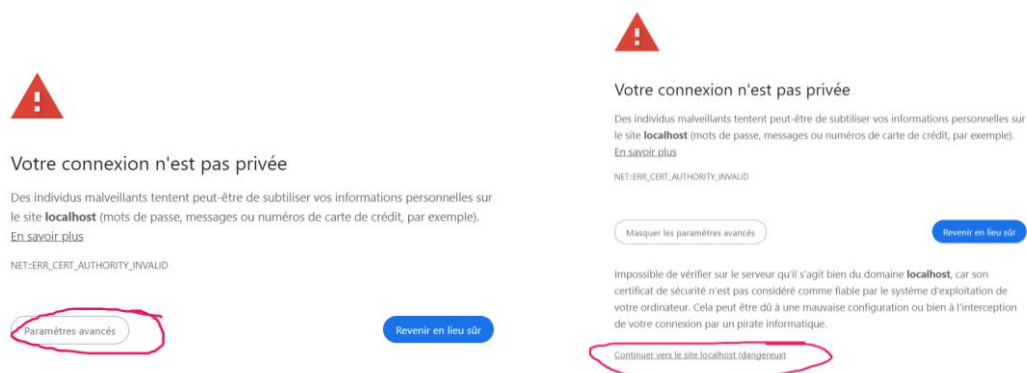 Votre connexion n'est pas privée
Des individus malveillants tentent peut-être de subtiliser vos informations personnelles sur
le site localhost (mots de passe, messages ou numéros de carte de crédit, par exemple).
En savoir plus
NET::ERR_CERT_AUTHORITY_INVALID
Paramètres avancés
Revenir en lieu sûr
Votre connexion n'est pas privée
Des individus malveillants tentent peut-être de subtiliser vos informations personnelles sur
le site localhost (mots de passe, messages ou numéros de carte de crédit, par exemple).
En savoir plus
NET::ERR_CERT_AUTHORITY_INVALID
Masquer les paramètres avancés
Revenir en lieu sûr
Impossible de vérifier sur le serveur qu'il s'agit bien du domaine localhost, car son
certificat de sécurité n'est pas considéré comme fiable par le système d'exploitation de
votre ordinateur. Cela peut être dû à une mauvaise configuration ou bien à l'interception
de votre connexion par un pirate informatique.
Continuer vers le site localhost (dangereux)